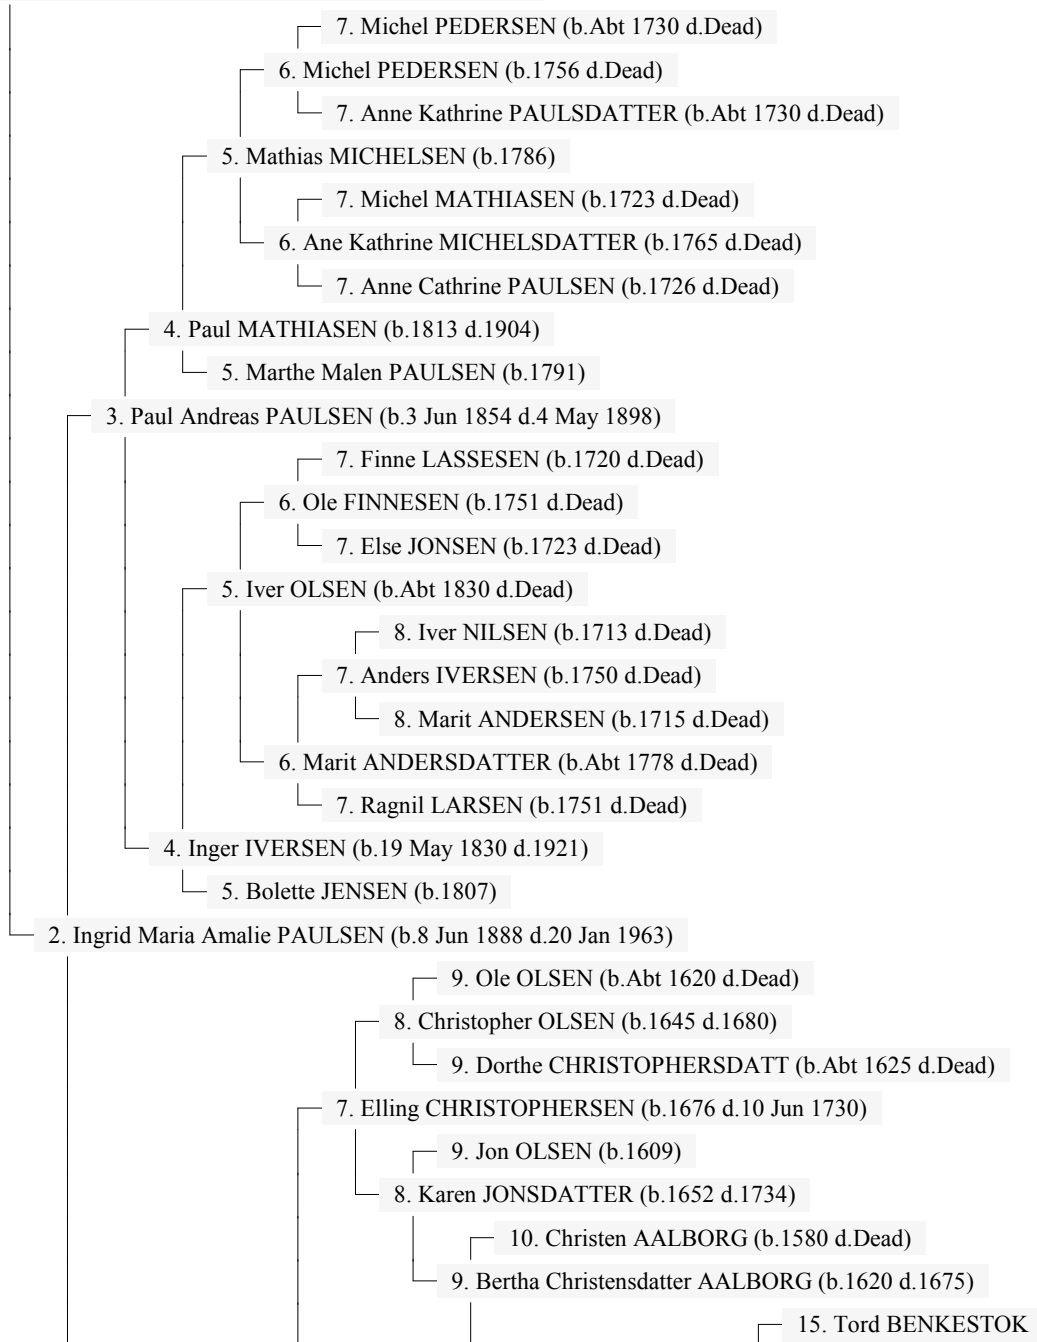 7. Michel PEDERSEN (b.Abt 1730 d.Dead)
6. Michel PEDERSEN (b.1756 d.Dead)
7. Anne Kathrine PAULSDATTER (b.Abt 1730 d.Dead)
5. Mathias MICHELSEN (b.1786)
7. Michel MATHIASEN (b.1723 d.Dead)
6. Ane Kathrine MICHELSDATTER (b.1765 d.Dead)
7. Anne Cathrine PAULSEN (b.1726 d.Dead)
4. Paul MATHIASEN (b.1813 d.1904)
5. Marthe Malen PAULSEN (b.1791)
3. Paul Andreas PAULSEN (b.3 Jun 1854 d.4 May 1898)
7. Finne LASSESEN (b.1720 d.Dead)
6. Ole FINNESEN (b.1751 d.Dead)
7. Else JONSEN (b.1723 d.Dead)
5. Iver OLSEN (b.Abt 1830 d.Dead)
8. Iver NILSEN (b.1713 d.Dead)
7. Anders IVERSEN (b.1750 d.Dead)
8. Marit ANDERSEN (b.1715 d.Dead)
6. Marit ANDERSDATTER (b.Abt 1778 d.Dead)
7. Ragnil LARSEN (b.1751 d.Dead)
4. Inger IVERSEN (b.19 May 1830 d.1921)
5. Bolette JENSEN (b.1807)
2. Ingrid Maria Amalie PAULSEN (b.8 Jun 1888 d.20 Jan 1963)
9. Ole OLSEN (b.Abt 1620 d.Dead)
8. Christopher OLSEN (b.1645 d.1680)
9. Dorthe CHRISTOPHERSDATT (b.Abt 1625 d.Dead)
7. Elling CHRISTOPHERSEN (b.1676 d.10 Jun 1730)
9. Jon OLSEN (b.1609)
8. Karen JONSDATTER (b.1652 d.1734)
10. Christen AALBORG (b.1580 d.Dead)
9. Bertha Christensdatter AALBORG (b.1620 d.1675)
15. Tord BENKESTOK